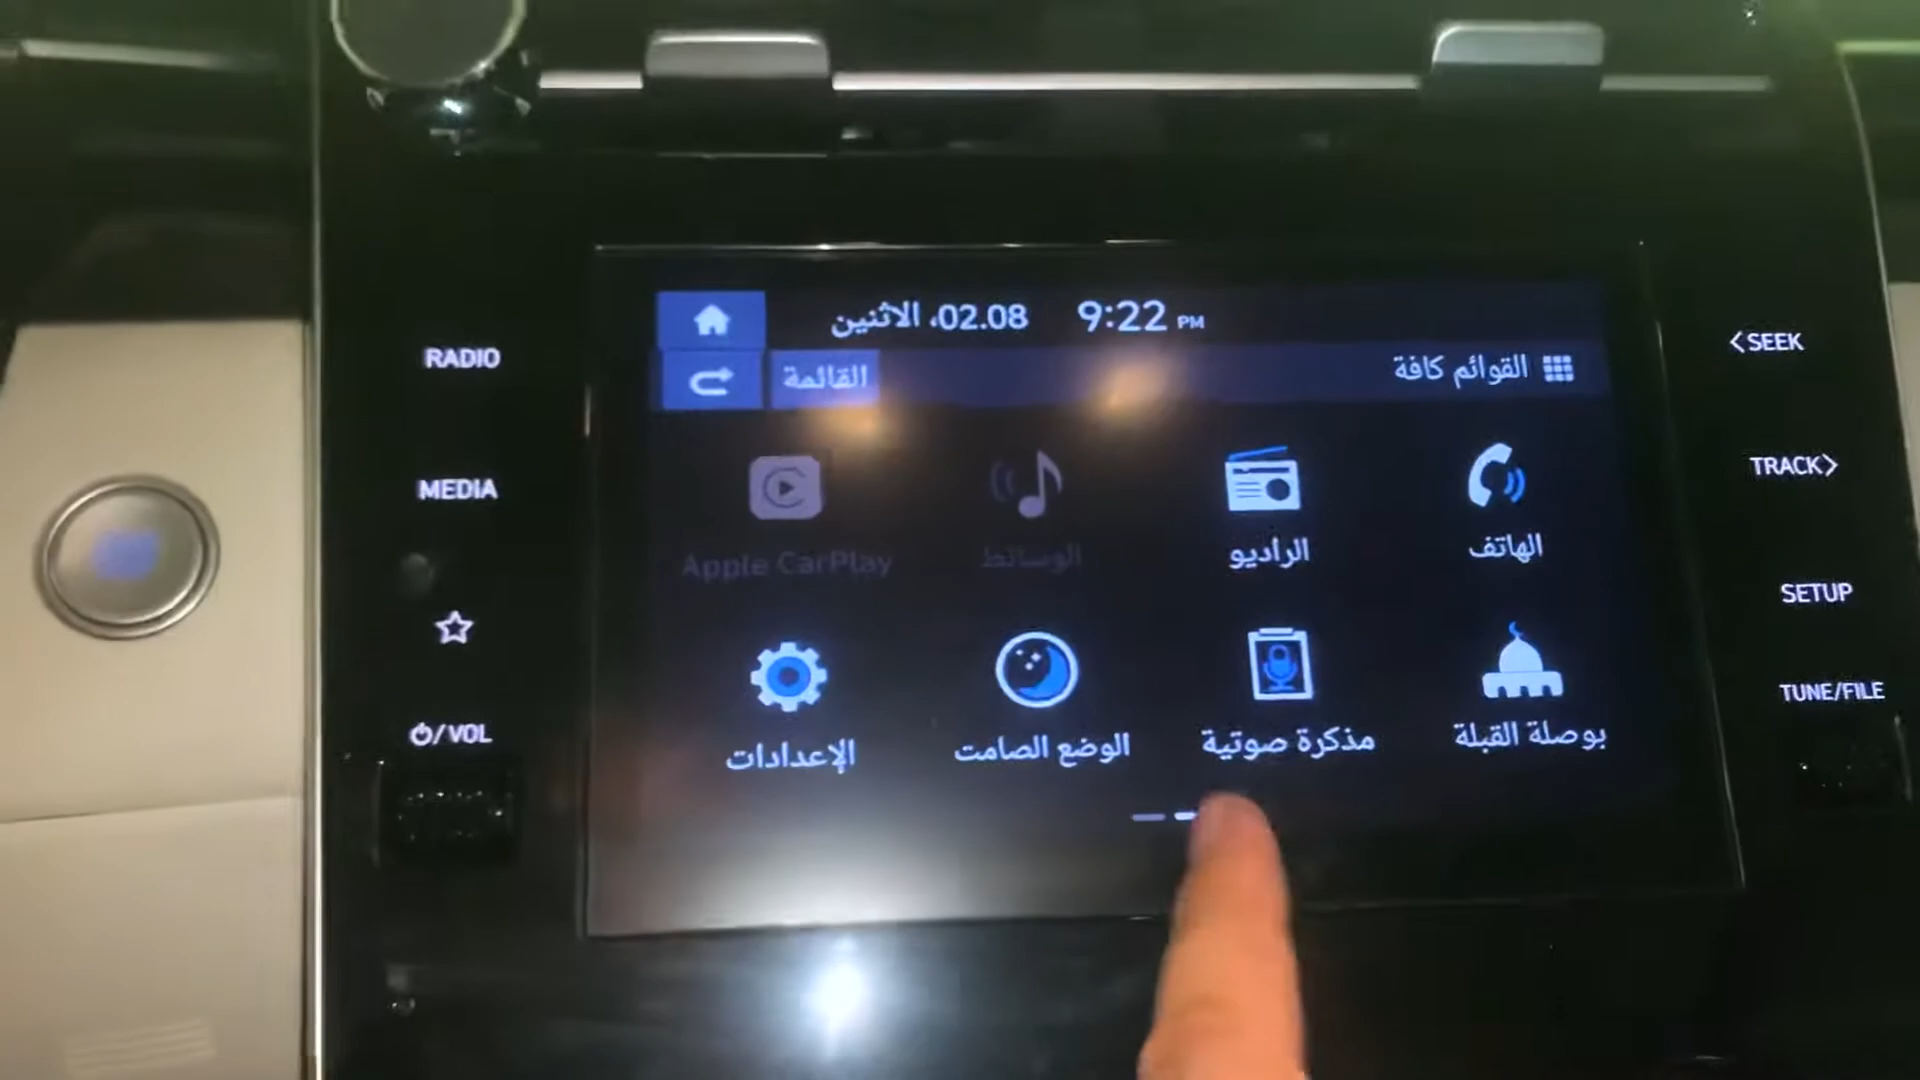 02.08، الاثنين
9:22 PM
القوائم كافة
القائمة
الهاتف
الراديو
الوسائط
Apple CarPlay
بوصلة القبلة
مذكرة صوتية
الوضع الصامت
الإعدادات
RADIO
MEDIA
/VOL
<SEEK
TRACK>
SETUP
TUNE/FILE